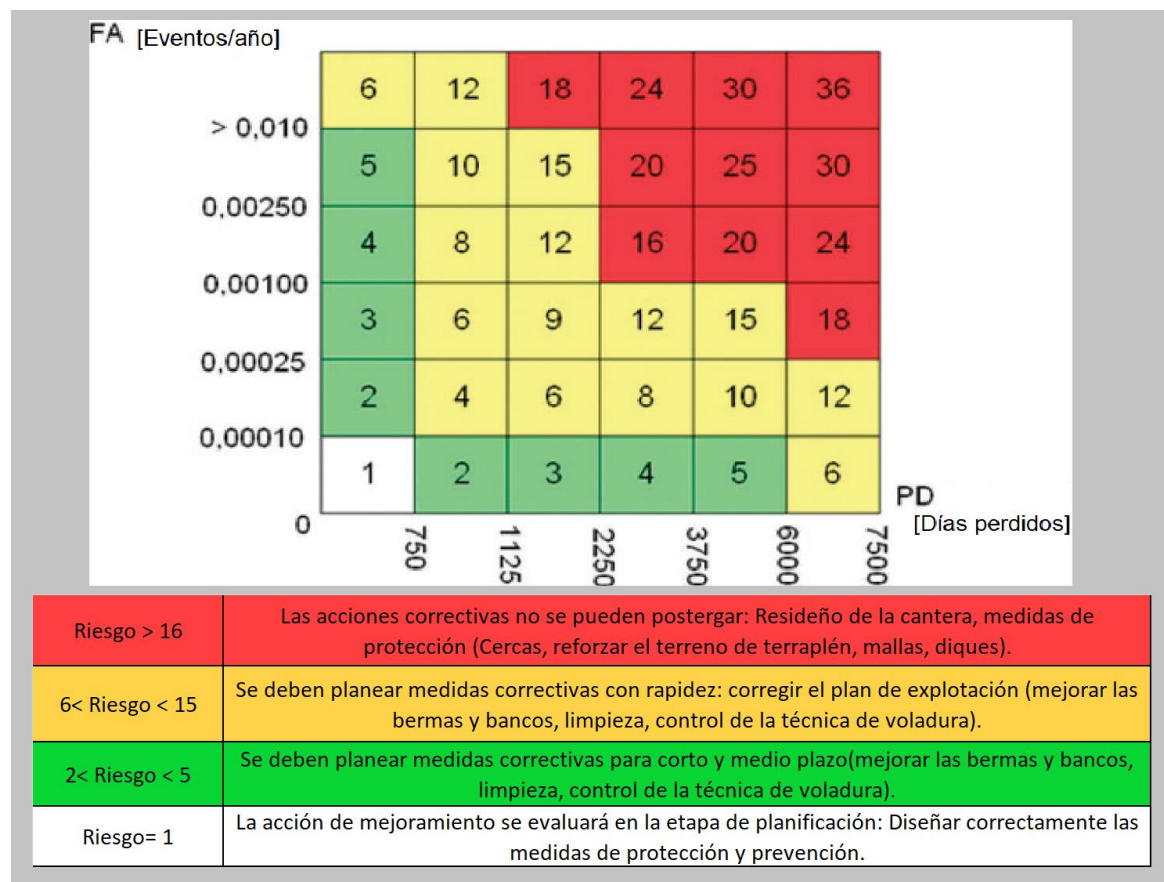 FA [Eventos/año]
6 12 18 24 30 36
> 0,010
5 10 15 20 25 30
0,00250
4 8 12 16 20 24
0,00100
3 6 9 12 15 18
0,00025
2 4 6 8 10 12
0,00010
1 2 3 4 5 6
PD
[Días perdidos]
0
750 1125 2250 3750 6000 7500
Riesgo > 16
Las acciones correctivas no se pueden postergar: Resideño de la cantera, medidas de
protección (Cercas, reforzar el terreno de terraplén, mallas, diques).
6< Riesgo < 15
Se deben planear medidas correctivas con rapidez: corregir el plan de explotación (mejorar las
bermas y bancos, limpieza, control de la técnica de voladura).
2< Riesgo < 5
Se deben planear medidas correctivas para corto y medio plazo(mejorar las bermas y bancos,
limpieza, control de la técnica de voladura).
Riesgo= 1
La acción de mejoramiento se evaluará en la etapa de planificación: Diseñar correctamente las
medidas de protección y prevención.